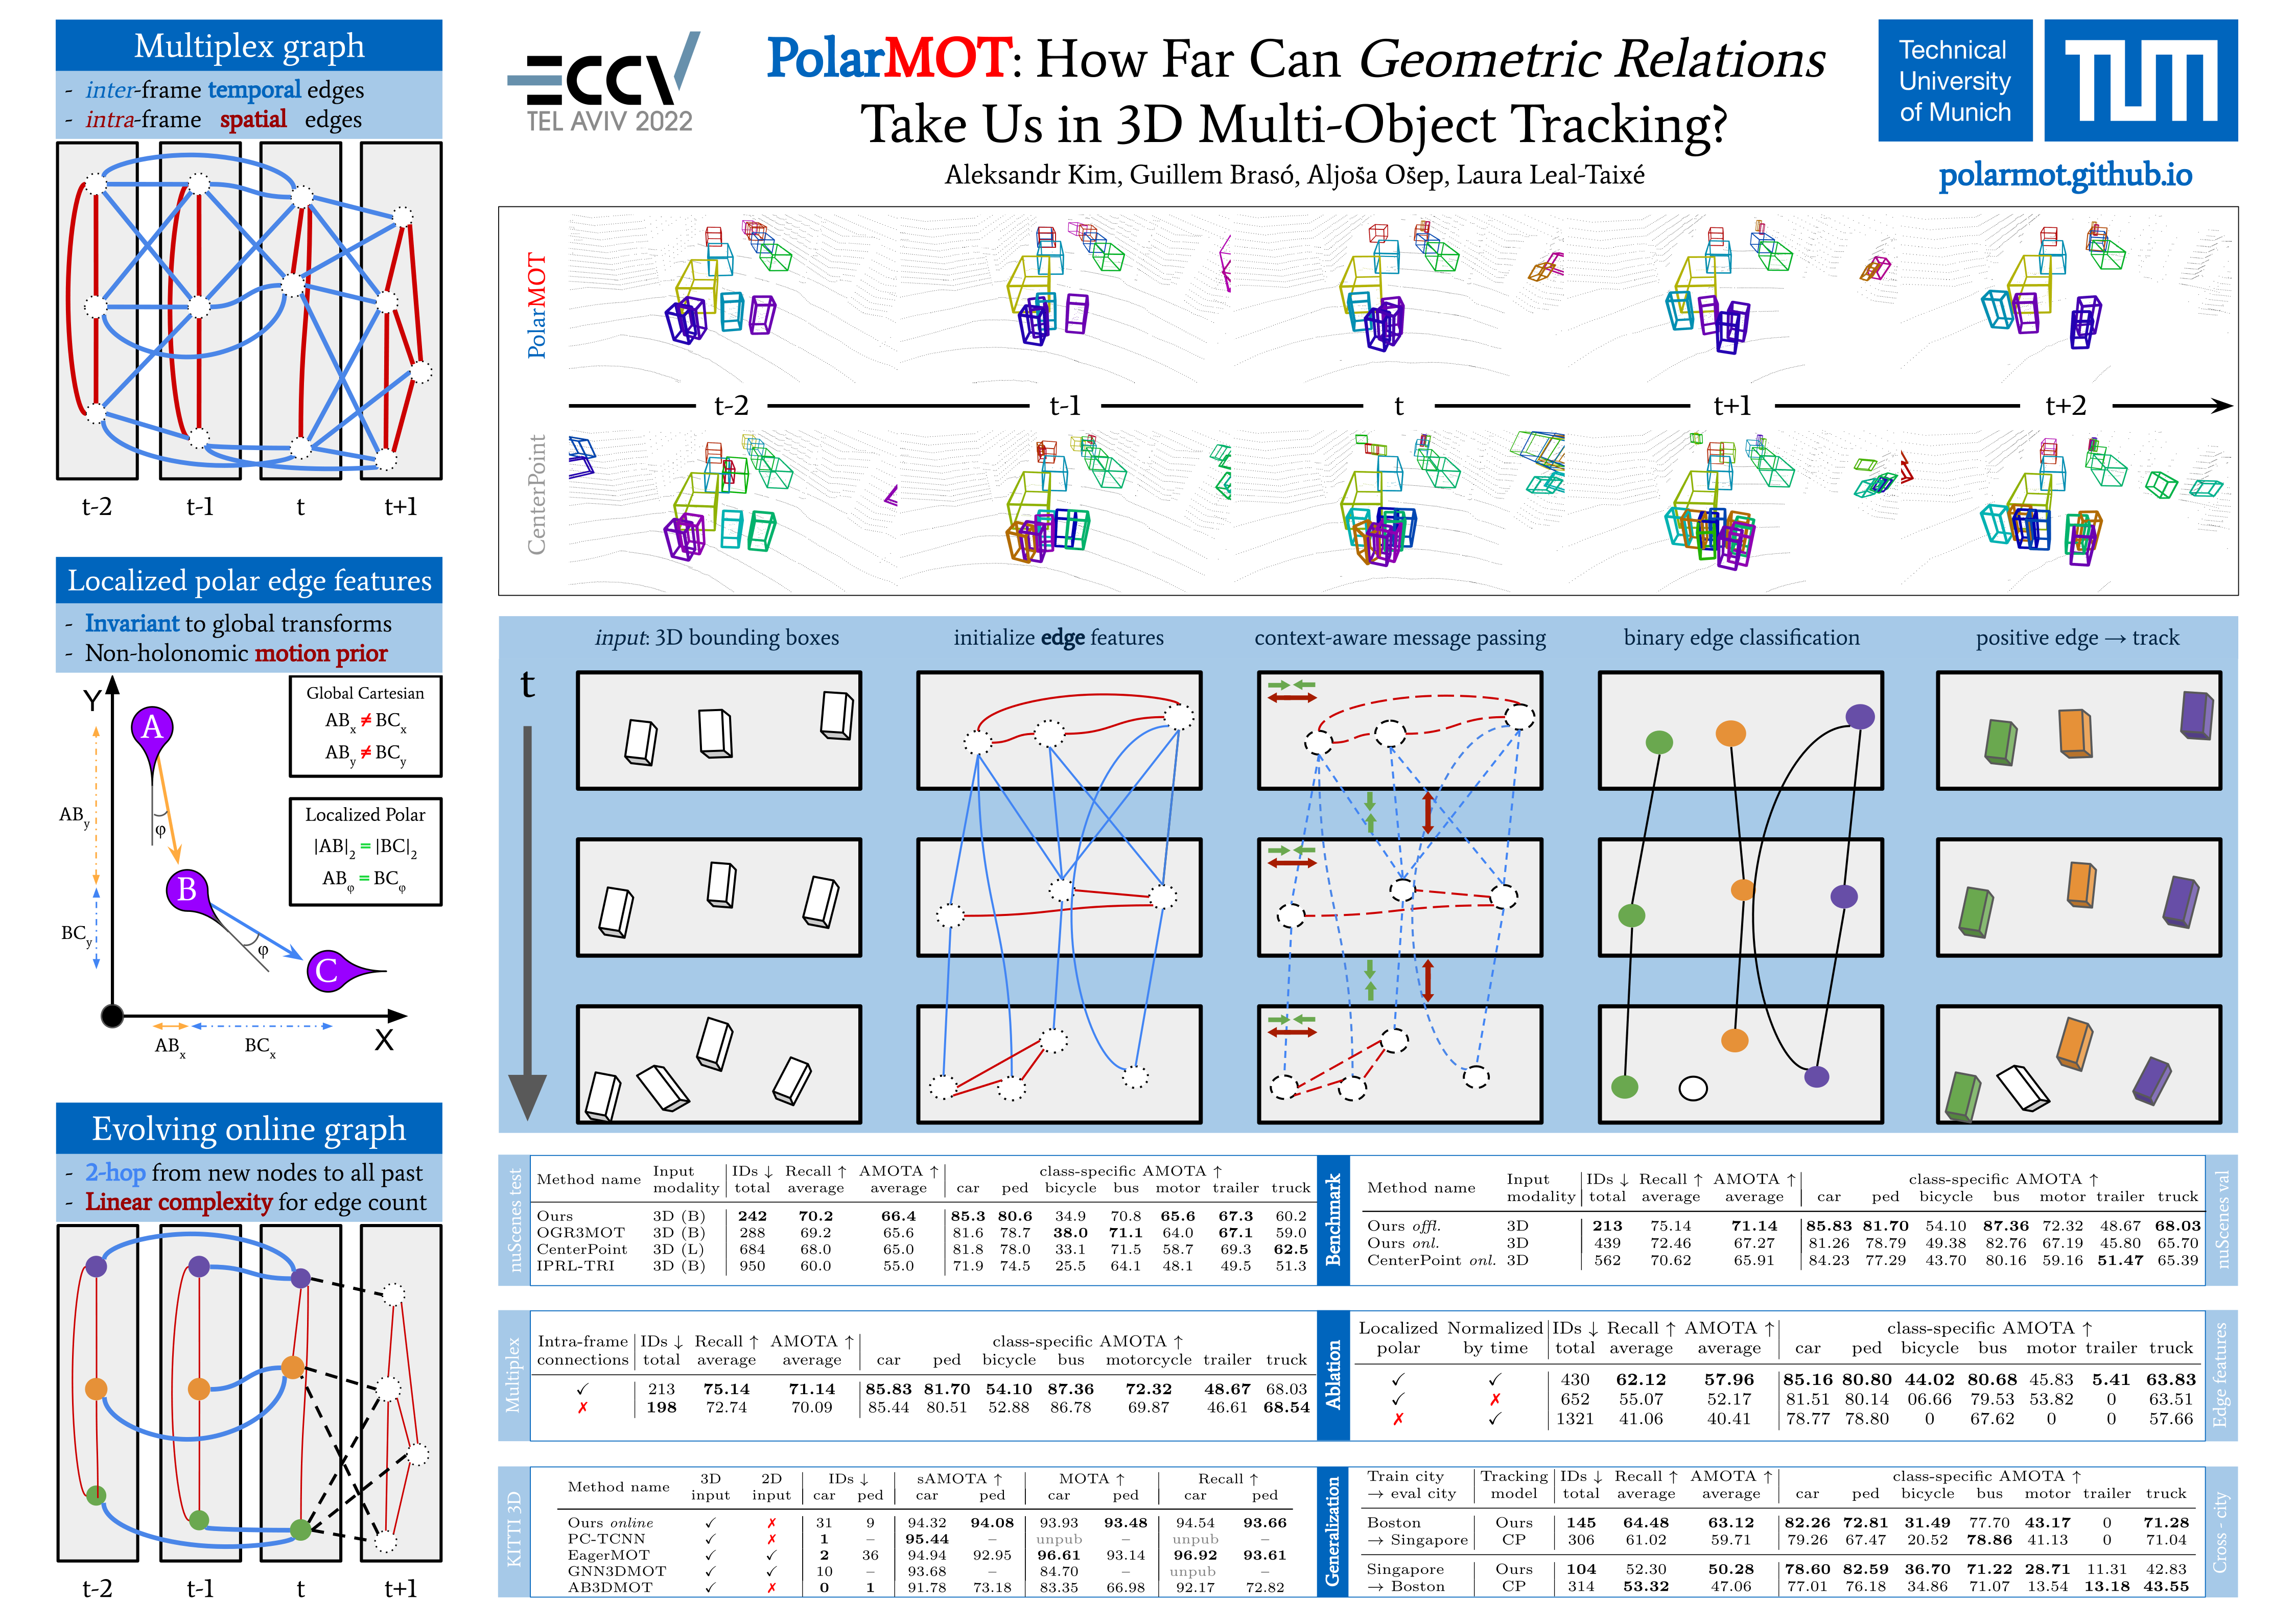 Multiplex graph
- inter-frame temporal edges
- intra-frame spatial edges
t-2 t-1 t t+1
Localized polar edge features
- Invariant to global transforms
- Non-holonomic motion prior
Y
A
B
C
φ
φ
AB_y
BC_y
AB_x
BC_x
X
Global Cartesian
AB_x ≠ BC_x
AB_y ≠ BC_y
Localized Polar
|AB|_2 = |BC|_2
AB_φ = BC_φ
Evolving online graph
- 2-hop from new nodes to all past
- Linear complexity for edge count
t-2 t-1 t t+1
ECCV
TEL AVIV 2022
PolarMOT: How Far Can Geometric Relations
Take Us in 3D Multi-Object Tracking?
Aleksandr Kim, Guillem Brasó, Aljoša Ošep, Laura Leal-Taixé
Technical
University
of Munich
TUM
polarmot.github.io
PolarMOT
t-2 t-1 t t+1 t+2
CenterPoint
input: 3D bounding boxes
initialize edge features
context-aware message passing
binary edge classification
positive edge → track
t
nuScenes test
Method name Input modality IDs ↓ total Recall ↑ average AMOTA ↑ average class-specific AMOTA ↑
car ped bicycle bus motor trailer truck
Ours 3D (B) 242 70.2 66.4 85.3 80.6 34.9 70.8 65.6 67.3 60.2
OGR3MOT 3D (B) 288 69.2 65.6 81.6 78.7 38.0 71.1 64.0 67.1 59.0
CenterPoint 3D (L) 684 68.0 65.0 81.8 78.0 33.1 71.5 58.7 69.3 62.5
IPRL-TRI 3D (B) 950 60.0 55.0 71.9 74.5 25.5 64.1 48.1 49.5 51.3
Benchmark
Method name Input modality IDs ↓ total Recall ↑ average AMOTA ↑ average class-specific AMOTA ↑
car ped bicycle bus motor trailer truck
Ours offl. 3D 213 75.14 71.14 85.83 81.70 54.10 87.36 72.32 48.67 68.03
Ours onl. 3D 439 72.46 67.27 81.26 78.79 49.38 82.76 67.19 45.80 65.70
CenterPoint onl. 3D 562 70.62 65.91 84.23 77.29 43.70 80.16 59.16 51.47 65.39
nuScenes val
Multiplex
Intra-frame connections IDs ↓ total Recall ↑ average AMOTA ↑ average class-specific AMOTA ↑
car ped bicycle bus motorcycle trailer truck
✓ 213 75.14 71.14 85.83 81.70 54.10 87.36 72.32 48.67 68.03
✗ 198 72.74 70.09 85.44 80.51 52.88 86.78 69.87 46.61 68.54
Ablation
Localized polar Normalized by time IDs ↓ total Recall ↑ average AMOTA ↑ average class-specific AMOTA ↑
car ped bicycle bus motor trailer truck
✓ ✓ 430 62.12 57.96 85.16 80.80 44.02 80.68 45.83 5.41 63.83
✓ ✗ 652 55.07 52.17 81.51 80.14 06.66 79.53 53.82 0 63.51
✗ ✓ 1321 41.06 40.41 78.77 78.80 0 67.62 0 0 57.66
Edge features
KITTI 3D
Method name 3D input 2D input IDs ↓ sAMOTA ↑ MOTA ↑ Recall ↑
car ped car ped car ped car ped
Ours online ✓ ✗ 31 9 94.32 94.08 93.93 93.48 94.54 93.66
PC-TCNN ✓ ✗ 1 – 95.44 – unpub – unpub –
EagerMOT ✓ ✓ 2 36 94.94 92.95 96.61 93.14 96.92 93.61
GNN3DMOT ✓ ✓ 10 – 93.68 – 84.70 – unpub –
AB3DMOT ✓ ✗ 0 1 91.78 73.18 83.35 66.98 92.17 72.82
Generalization
Train city → eval city Tracking model IDs ↓ total Recall ↑ average AMOTA ↑ average class-specific AMOTA ↑
car ped bicycle bus motor trailer truck
Boston Ours 145 64.48 63.12 82.26 72.81 31.49 77.70 43.17 0 71.28
→ Singapore CP 306 61.02 59.71 79.26 67.47 20.52 78.86 41.13 0 71.04
Singapore Ours 104 52.30 50.28 78.60 82.59 36.70 71.22 28.71 11.31 42.83
→ Boston CP 314 53.32 47.06 77.01 76.18 34.86 71.07 13.54 13.18 43.55
Cross - city